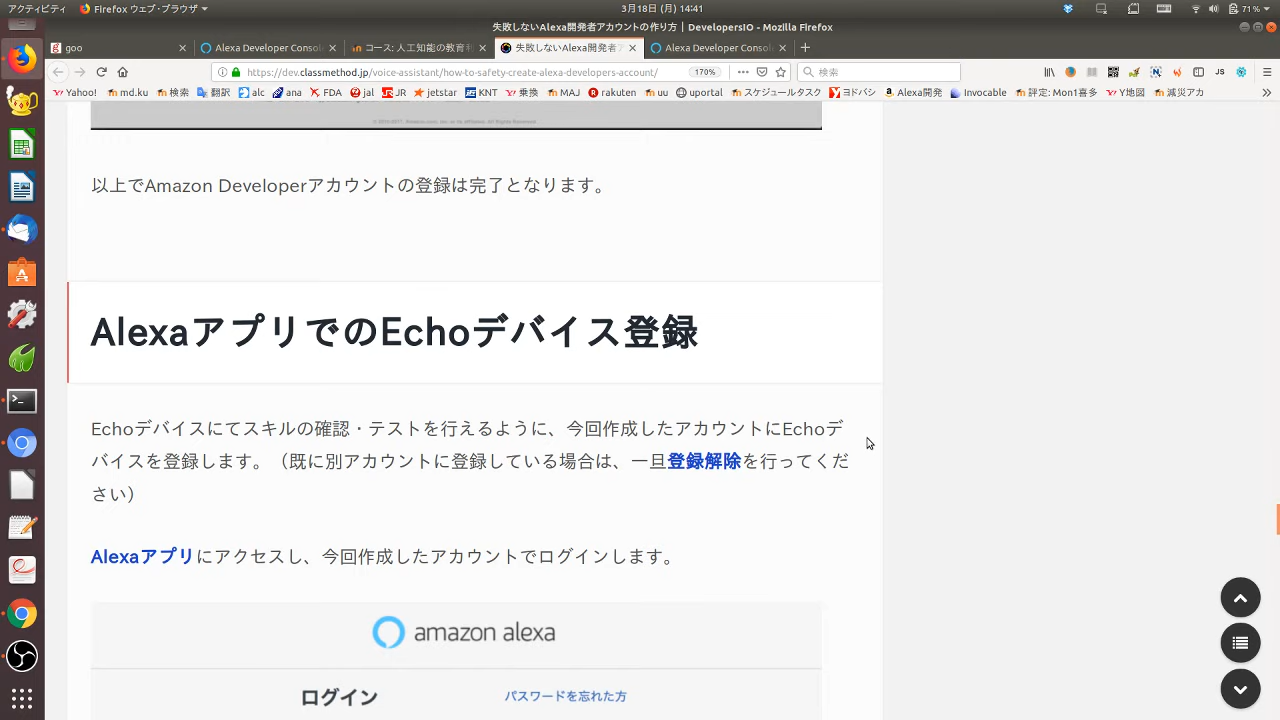 アクティビティ
Firefox ウェブ・ブラウザ
3月18日 (月) 14:41
71%
失敗しないAlexa開発者アカウントの作り方 | DevelopersIO - Mozilla Firefox
goo
Alexa Developer Consol
コース: 人工知能の教育利
失敗しないAlexa開発者ア
Alexa Developer Consol
https://dev.classmethod.jp/voice-assistant/how-to-safety-create-alexa-developers-account/
170%
検索
JS
Yahoo!
md.ku
検索
翻訳
alc
ana
FDA
jal
JR
jetstar
KNT
乗換
MAJ
rakuten
uu
uportal
スケジュールタスク
ヨドバシ
Alexa開発
Invocable
評定: Mon1喜多
Y地図
減災アカ
以上でAmazon Developerアカウントの登録は完了となります。
AlexaアプリでのEchoデバイス登録
Echoデバイスにてスキルの確認・テストを行えるように、今回作成したアカウントにEchoデ
バイスを登録します。（既に別アカウントに登録している場合は、一旦登録解除を行ってくだ
さい）
Alexaアプリにアクセスし、今回作成したアカウントでログインします。
amazon alexa
ログイン
パスワードを忘れた方